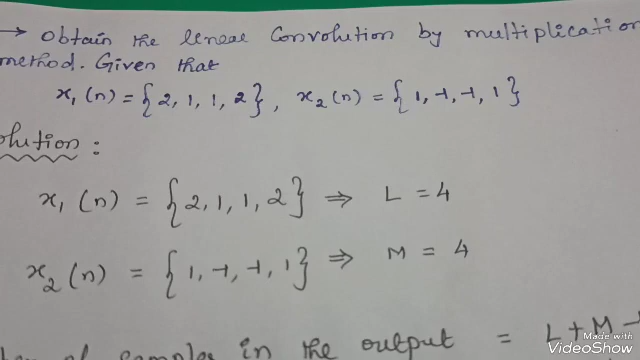 → Obtain the linear Convolution by multiplication
method. Given that
x₁(n) = {2, 1, 1, 2}, x₂(n) = {1, -1, -1, 1}
olution :
x₁(n) = {2, 1, 1, 2} ⇒ L = 4
x₂(n) = {1, -1, -1, 1} ⇒ M = 4
of samples in the output = L + M -
Made with
VideoShow